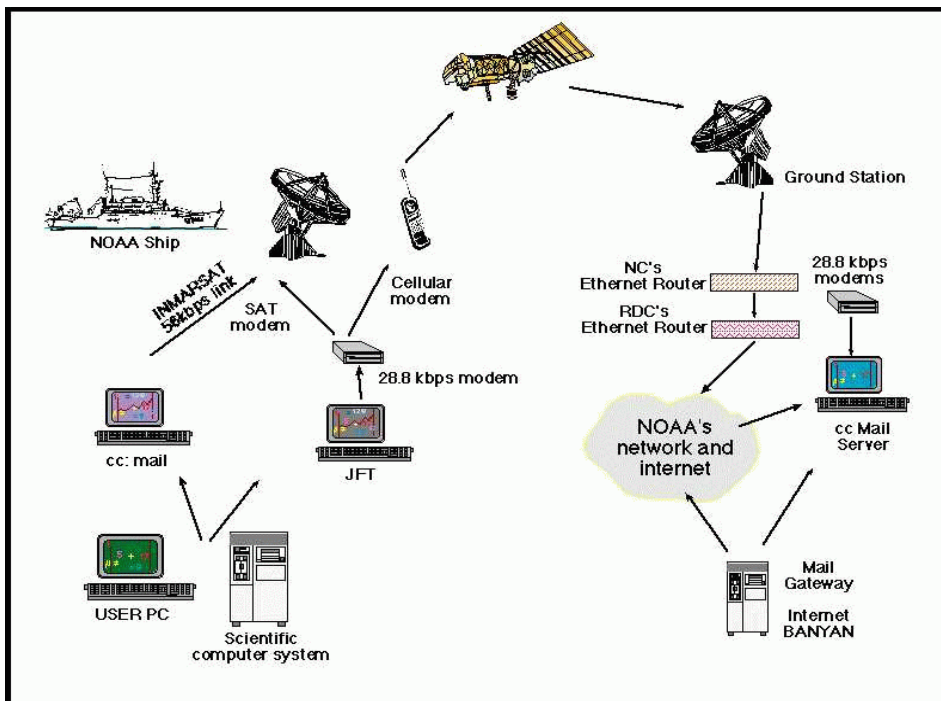 Ground Station
NOAA Ship
INMARSAT
56kbps link
SAT
modem
Cellular
modem
NC's
Ethernet Router
28.8 kbps
modems
RDC's
Ethernet Router
28.8 kbps modem
NOAA's
network and
internet
cc: mail
JFT
cc Mail
Server
USER PC
Scientific
computer system
Mail
Gateway
Internet
BANYAN